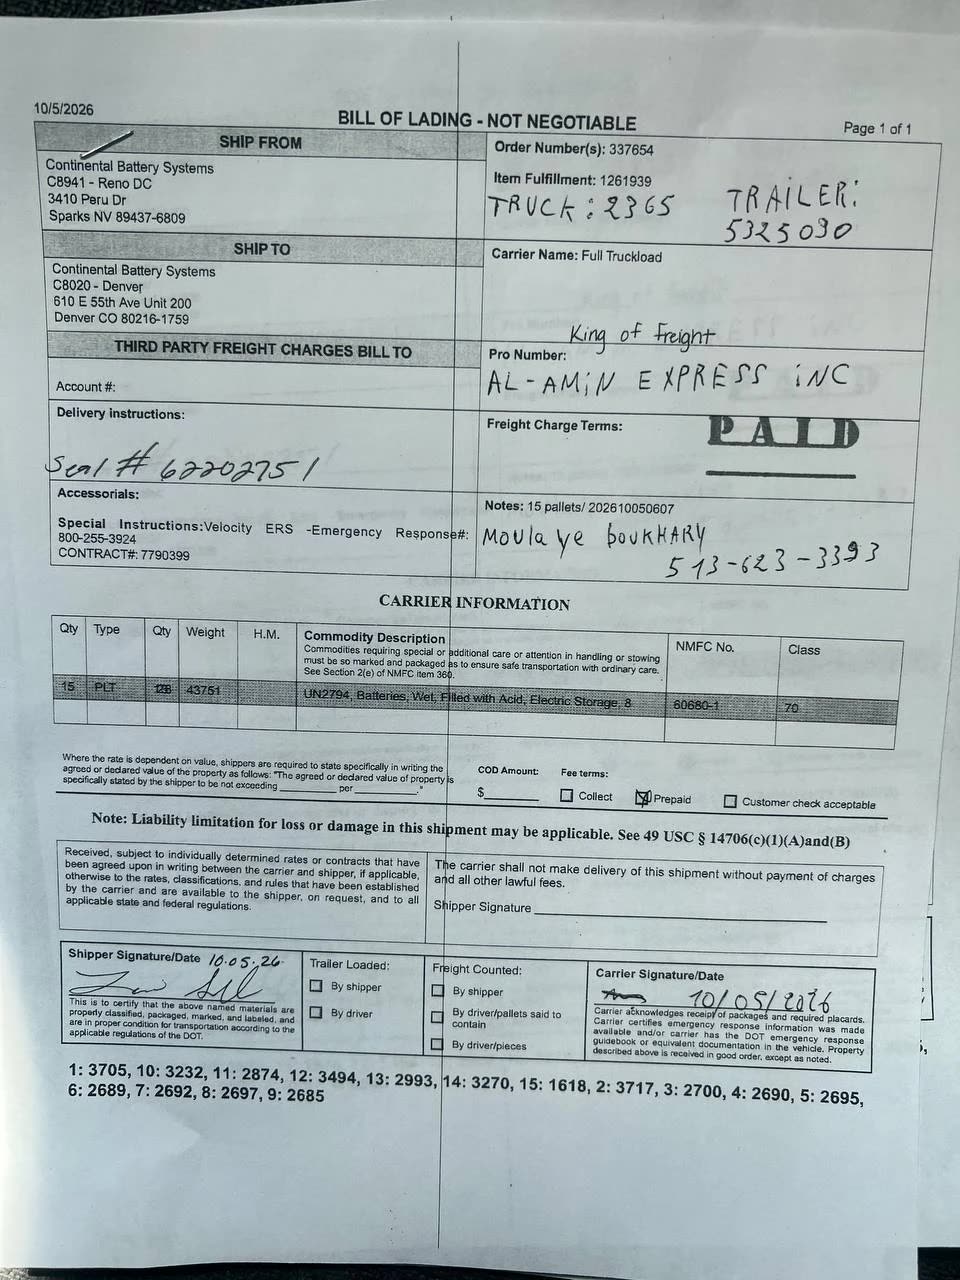 10/5/2026
BILL OF LADING - NOT NEGOTIABLE
Page 1 of 1
SHIP FROM
Continental Battery Systems
C8941 - Reno DC
3410 Peru Dr
Sparks NV 89437-6809
Order Number(s): 337654
Item Fulfillment: 1261939
TRUCK: 2365
TRAILER:
5325090
SHIP TO
Continental Battery Systems
C8020 - Denver
610 E 55th Ave Unit 200
Denver CO 80216-1759
Carrier Name: Full Truckload
King of Freight
THIRD PARTY FREIGHT CHARGES BILL TO
Account #:
Pro Number:
AL-AMIN EXPRESS INC
Delivery instructions:
Seal # 62202751
Freight Charge Terms:
PAID
Accessorials:
Special Instructions:Velocity ERS -Emergency Response#:
800-255-3924
CONTRACT#: 7790399
Notes: 15 pallets/ 202610050607
Moulaye BOUKHARY
513-623-3393
CARRIER INFORMATION
Qty Type Qty Weight H.M. Commodity Description NMFC No. Class
Commodities requiring special or additional care or attention in handling or stowing
must be so marked and packaged as to ensure safe transportation with ordinary care.
See Section 2(e) of NMFC item 360.
15 PLT 43751 UN2794, Batteries, Wet, Filled with Acid, Electric Storage, 8 60680-1 70
Where the rate is dependent on value, shippers are required to state specifically in writing the
agreed or declared value of the property as follows: "The agreed or declared value of property is
specifically stated by the shipper to be not exceeding ________ per ________."
COD Amount:
$________
Fee terms:
Collect
Prepaid
Customer check acceptable
Note: Liability limitation for loss or damage in this shipment may be applicable. See 49 USC § 14706(c)(1)(A)and(B)
Received, subject to individually determined rates or contracts that have
been agreed upon in writing between the carrier and shipper, if applicable,
otherwise to the rates, classifications, and rules that have been established
by the carrier and are available to the shipper, on request, and to all
applicable state and federal regulations.
The carrier shall not make delivery of this shipment without payment of charges
and all other lawful fees.
Shipper Signature
Shipper Signature/Date 10.05.26
This is to certify that the above named materials are
properly classified, packaged, marked, and labeled, and
are in proper condition for transportation according to the
applicable regulations of the DOT.
Trailer Loaded:
By shipper
By driver
Freight Counted:
By shipper
By driver/pallets said to
contain
By driver/pieces
Carrier Signature/Date
10/05/2026
Carrier acknowledges receipt of packages and required placards.
Carrier certifies emergency response information was made
available and/or carrier has the DOT emergency response
guidebook or equivalent documentation in the vehicle. Property
described above is received in good order, except as noted.
1: 3705, 10: 3232, 11: 2874, 12: 3494, 13: 2993, 14: 3270, 15: 1618, 2: 3717, 3: 2700, 4: 2690, 5: 2695,
6: 2689, 7: 2692, 8: 2697, 9: 2685